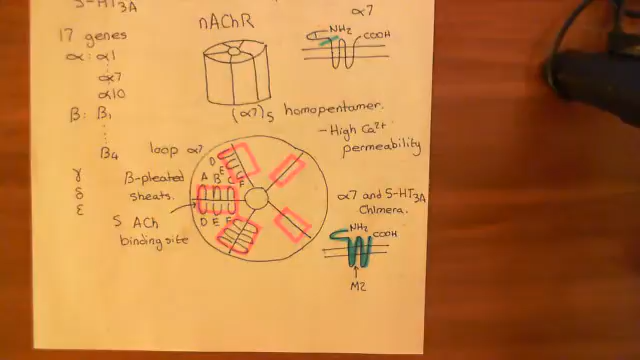 5-HT3A
17 genes
α: α1
α7
α10
β: β1
β4
γ
δ
ε
nAChR
α7
NH2
COOH
(α7)5 homopentamer.
- High Ca2+
permeability
loop α7
β-pleated
sheets.
5 ACh
binding site
D
E
F
A B C
D E F
α7 and 5-HT3A
Chimera.
NH2
COOH
M2